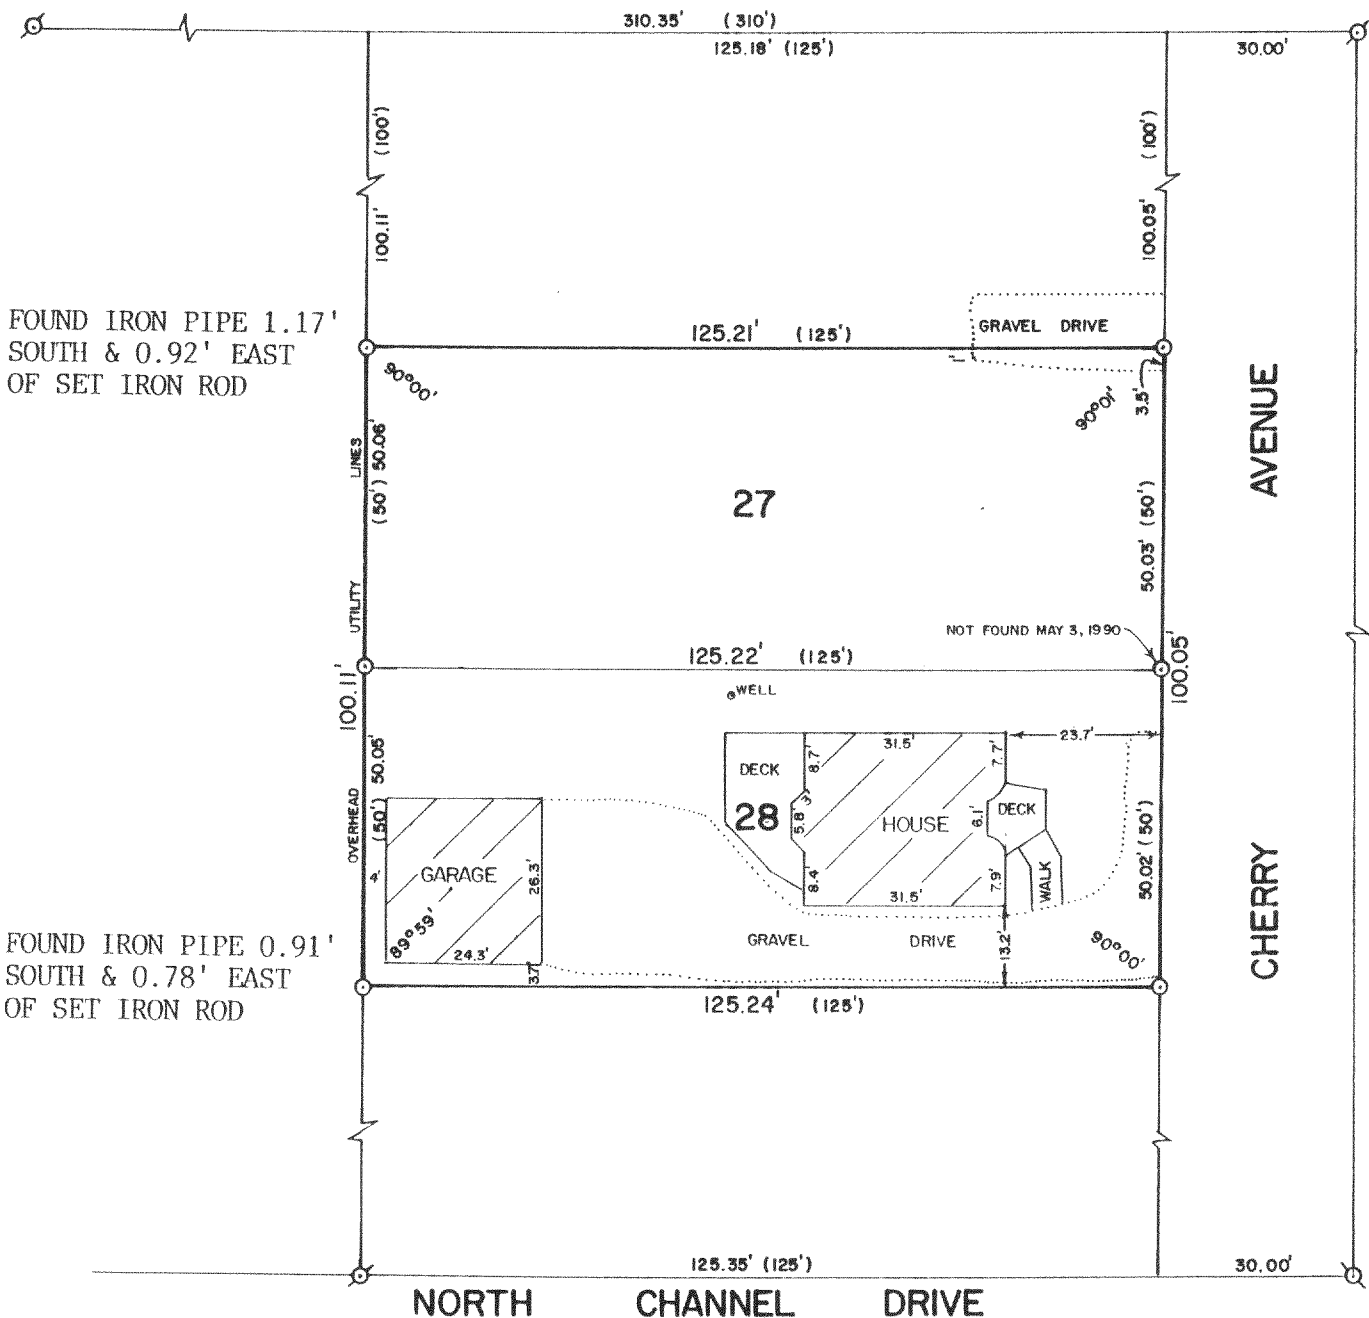 310.35' (310')
125.18' (125')
30.00'
(100')
100.11'
(100')
100.05'
FOUND IRON PIPE 1.17'
SOUTH & 0.92' EAST
OF SET IRON ROD
125.21' (125')
GRAVEL DRIVE
90°00'
90°01'
3.5'
UTILITY LINES
(50') 50.06'
27
50.03' (50')
AVENUE
NOT FOUND MAY 3, 1990
125.22' (125')
100.11'
100.05'
WELL
OVERHEAD
(50') 50.05'
DECK
8.7'
31.5'
7.7'
23.7'
28
5.8'
3'
HOUSE
6.1'
DECK
4'
GARAGE
26.3'
8.4'
31.5'
7.9'
WALK
50.02' (50')
CHERRY
FOUND IRON PIPE 0.91'
SOUTH & 0.78' EAST
OF SET IRON ROD
89°59'
24.3'
3.7'
GRAVEL DRIVE
13.2'
90°00'
125.24' (125')
125.35' (125')
30.00'
NORTH CHANNEL DRIVE